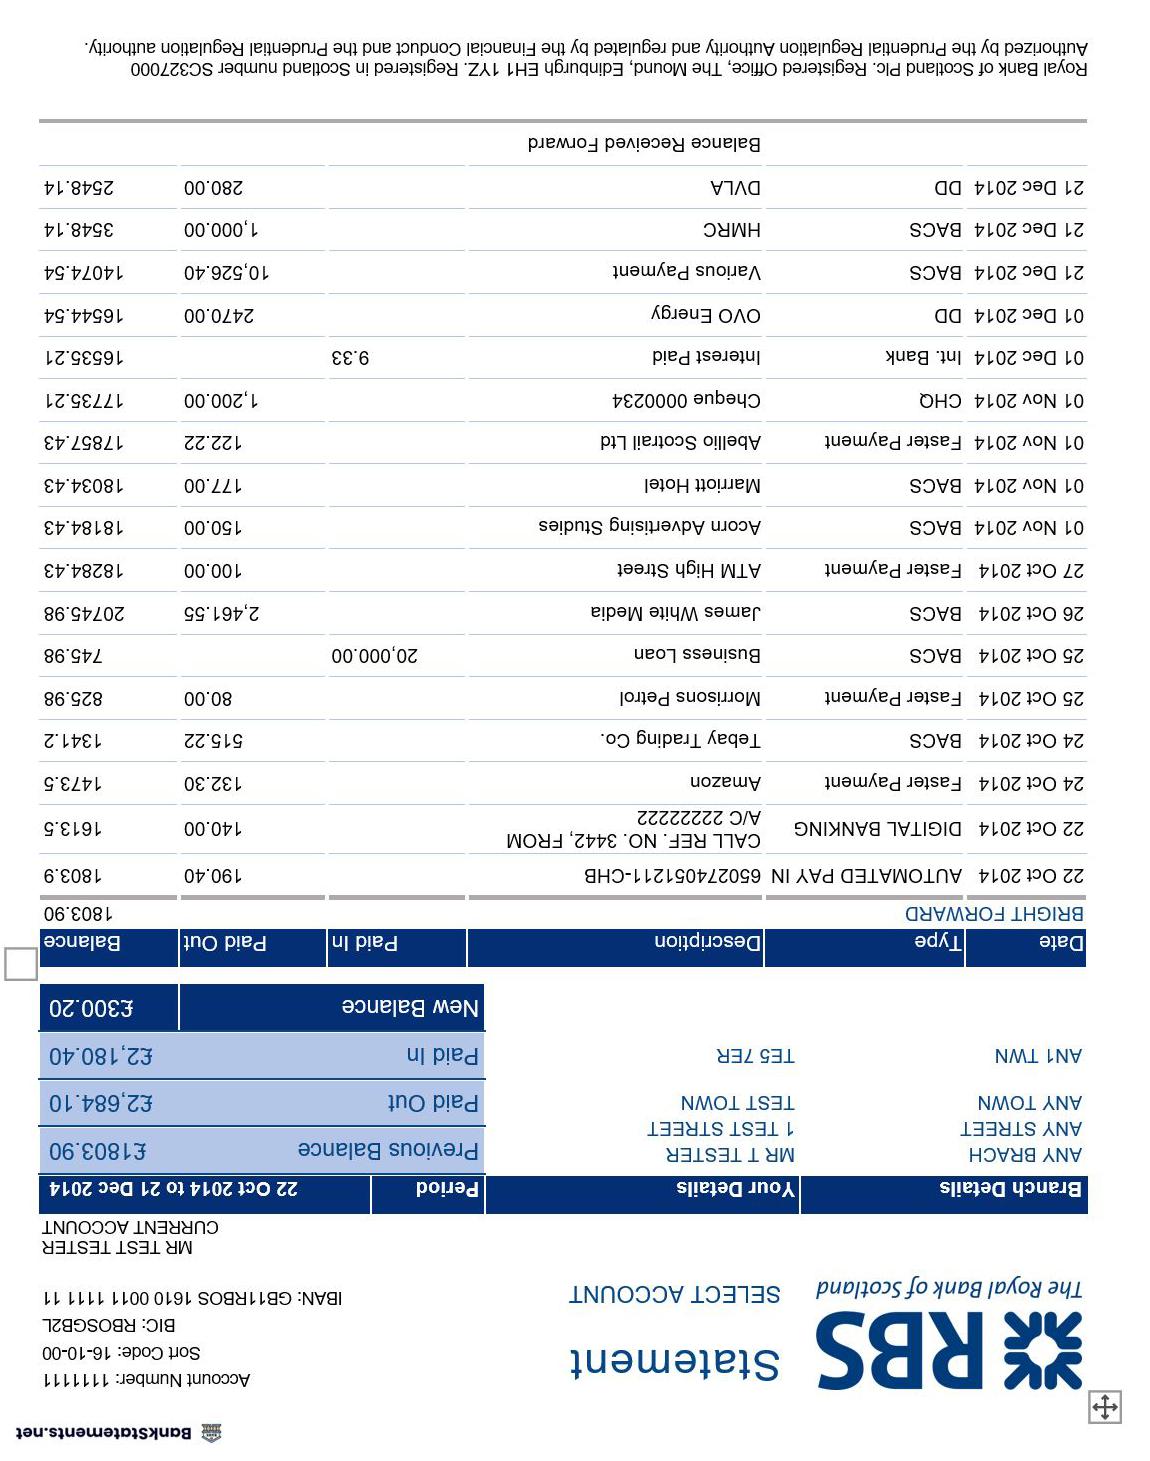 BankStatements.net
RBS
The Royal Bank of Scotland
Statement
SELECT ACCOUNT
Account Number: 1111111
Sort Code: 16-10-00
BIC: RBOSGB2L
IBAN: GB11RBOS 1610 0011 1111 11
MR TEST TESTER
CURRENT ACCOUNT
Branch Details Your Details Period 22 Oct 2014 to 21 Dec 2014
ANY BRACH MR T TESTER Previous Balance £1803.90
ANY STREET 1 TEST STREET
ANY TOWN TEST TOWN Paid Out £2,684.10
AN1 TWN TE5 7ER Paid In £2,180.40
New Balance £300.20
Date Type Description Paid In Paid Out Balance
BRIGHT FORWARD 1803.90
22 Oct 2014 AUTOMATED PAY IN 650274051211-CHB 190.40 1803.9
22 Oct 2014 DIGITAL BANKING CALL REF. NO. 3442, FROM 140.00 1613.5
A/C 22222222
24 Oct 2014 Faster Payment Amazon 132.30 1473.5
24 Oct 2014 BACS Tebay Trading Co. 515.22 1341.2
25 Oct 2014 Faster Payment Morrisons Petrol 80.00 825.98
25 Oct 2014 BACS Business Loan 20,000.00 745.98
26 Oct 2014 BACS James White Media 2,461.55 20745.98
27 Oct 2014 Faster Payment ATM High Street 100.00 18284.43
01 Nov 2014 BACS Acorn Advertising Studies 150.00 18184.43
01 Nov 2014 BACS Marriott Hotel 177.00 18034.43
01 Nov 2014 Faster Payment Abellio Scotrail Ltd 122.22 17857.43
01 Nov 2014 CHQ Cheque 0000234 1,200.00 17735.21
01 Dec 2014 Int. Bank Interest Paid 9.33 16535.21
01 Dec 2014 DD OVO Energy 2470.00 16544.54
21 Dec 2014 BACS Various Payment 10,526.40 14074.54
21 Dec 2014 BACS HMRC 1,000.00 3548.14
21 Dec 2014 DD DVLA 280.00 2548.14
Balance Received Forward
Royal Bank of Scotland Plc. Registered Office, The Mound, Edinburgh EH1 1YZ. Registered in Scotland number SC327000
Authorized by the Prudential Regulation Authority and regulated by the Financial Conduct and the Prudential Regulation authority.